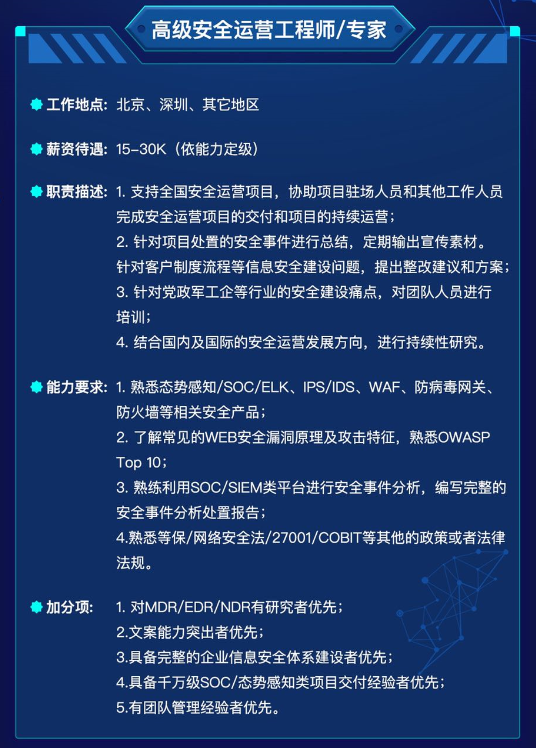 高级安全运营工程师/专家
工作地点: 北京、深圳、其它地区
薪资待遇: 15-30K（依能力定级）
职责描述: 1. 支持全国安全运营项目，协助项目驻场人员和其他工作人员
完成安全运营项目的交付和项目的持续运营；
2. 针对项目处置的安全事件进行总结，定期输出宣传素材。
针对客户制度流程等信息安全建设问题，提出整改建议和方案；
3. 针对党政军工企等行业的安全建设痛点，对团队人员进行
培训；
4. 结合国内及国际的安全运营发展方向，进行持续性研究。
能力要求: 1. 熟悉态势感知/SOC/ELK、IPS/IDS、WAF、防病毒网关、
防火墙等相关安全产品；
2. 了解常见的WEB安全漏洞原理及攻击特征，熟悉OWASP
Top 10；
3. 熟练利用SOC/SIEM类平台进行安全事件分析，编写完整的
安全事件分析处置报告；
4.熟悉等保/网络安全法/27001/COBIT等其他的政策或者法律
法规。
加分项: 1. 对MDR/EDR/NDR有研究者优先；
2.文案能力突出者优先；
3.具备完整的企业信息安全体系建设者优先；
4.具备千万级SOC/态势感知类项目交付经验者优先；
5.有团队管理经验者优先。